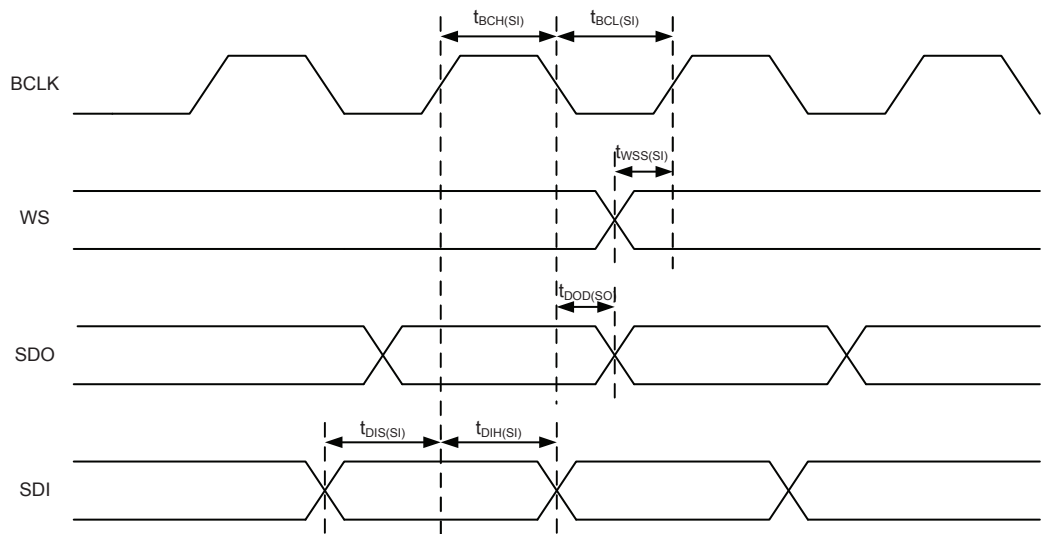 tBCH(SI) tBCL(SI)
BCLK
tWSS(SI)
WS
tDOD(SO)
SDO
tDIS(SI) tDIH(SI)
SDI